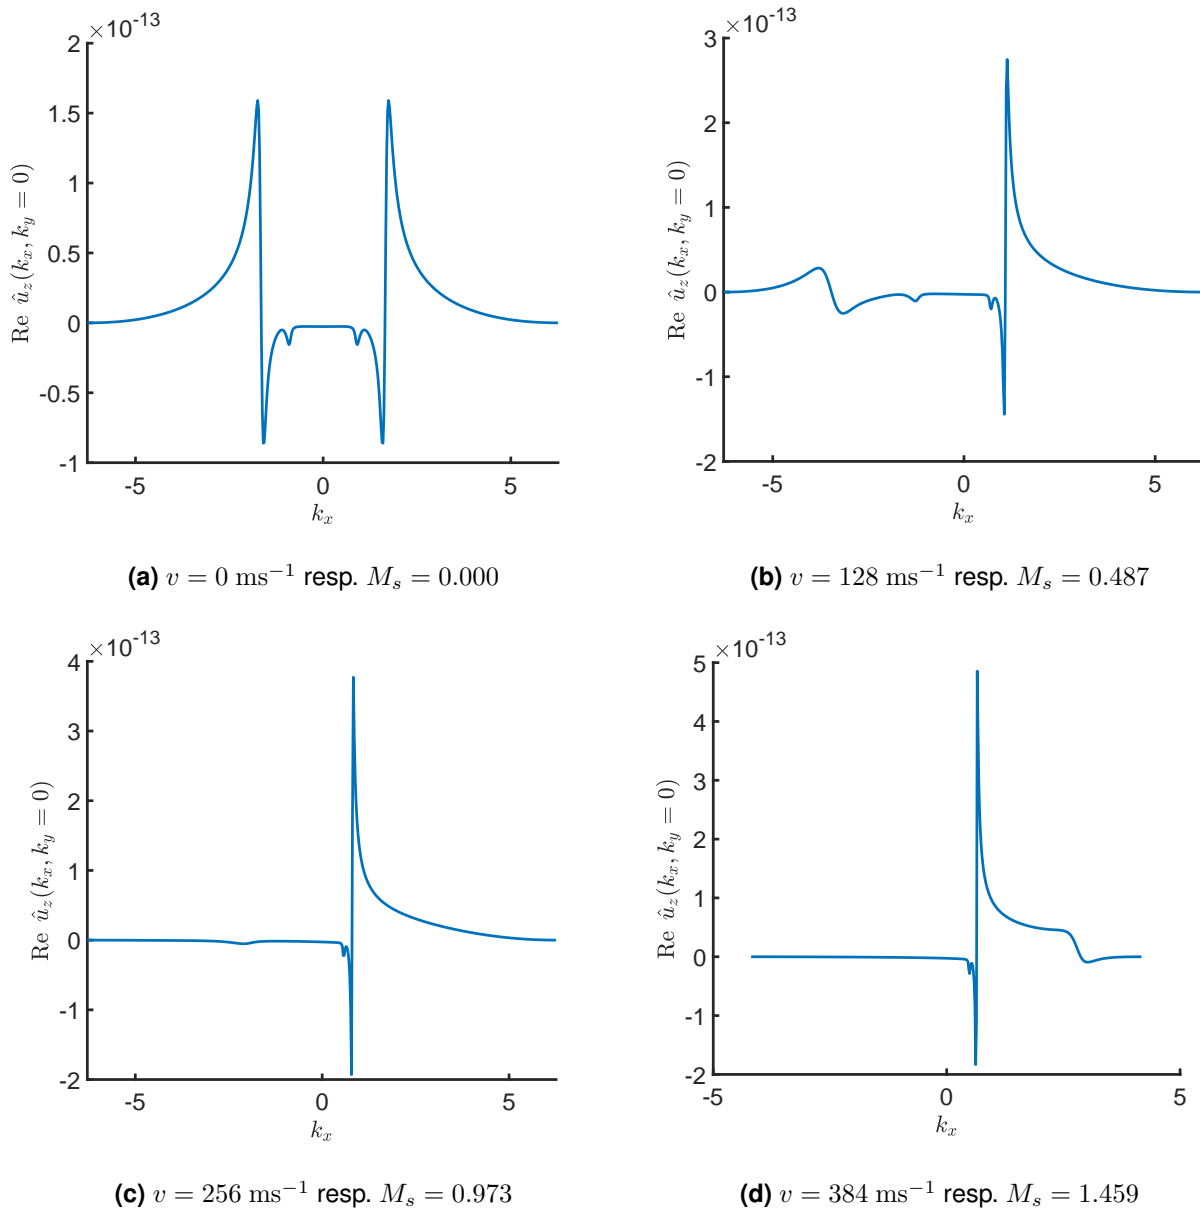 ×10⁻¹³
2
1.5
1
0.5
0
-0.5
-1
-5 0 5
Re û_z(k_x, k_y = 0)
k_x
(a) v = 0 ms⁻¹ resp. M_s = 0.000
×10⁻¹³
3
2
1
0
-1
-2
-5 0 5
Re û_z(k_x, k_y = 0)
k_x
(b) v = 128 ms⁻¹ resp. M_s = 0.487
×10⁻¹³
4
3
2
1
0
-1
-2
-5 0 5
Re û_z(k_x, k_y = 0)
k_x
(c) v = 256 ms⁻¹ resp. M_s = 0.973
×10⁻¹³
5
4
3
2
1
0
-1
-2
-5 0 5
Re û_z(k_x, k_y = 0)
k_x
(d) v = 384 ms⁻¹ resp. M_s = 1.459